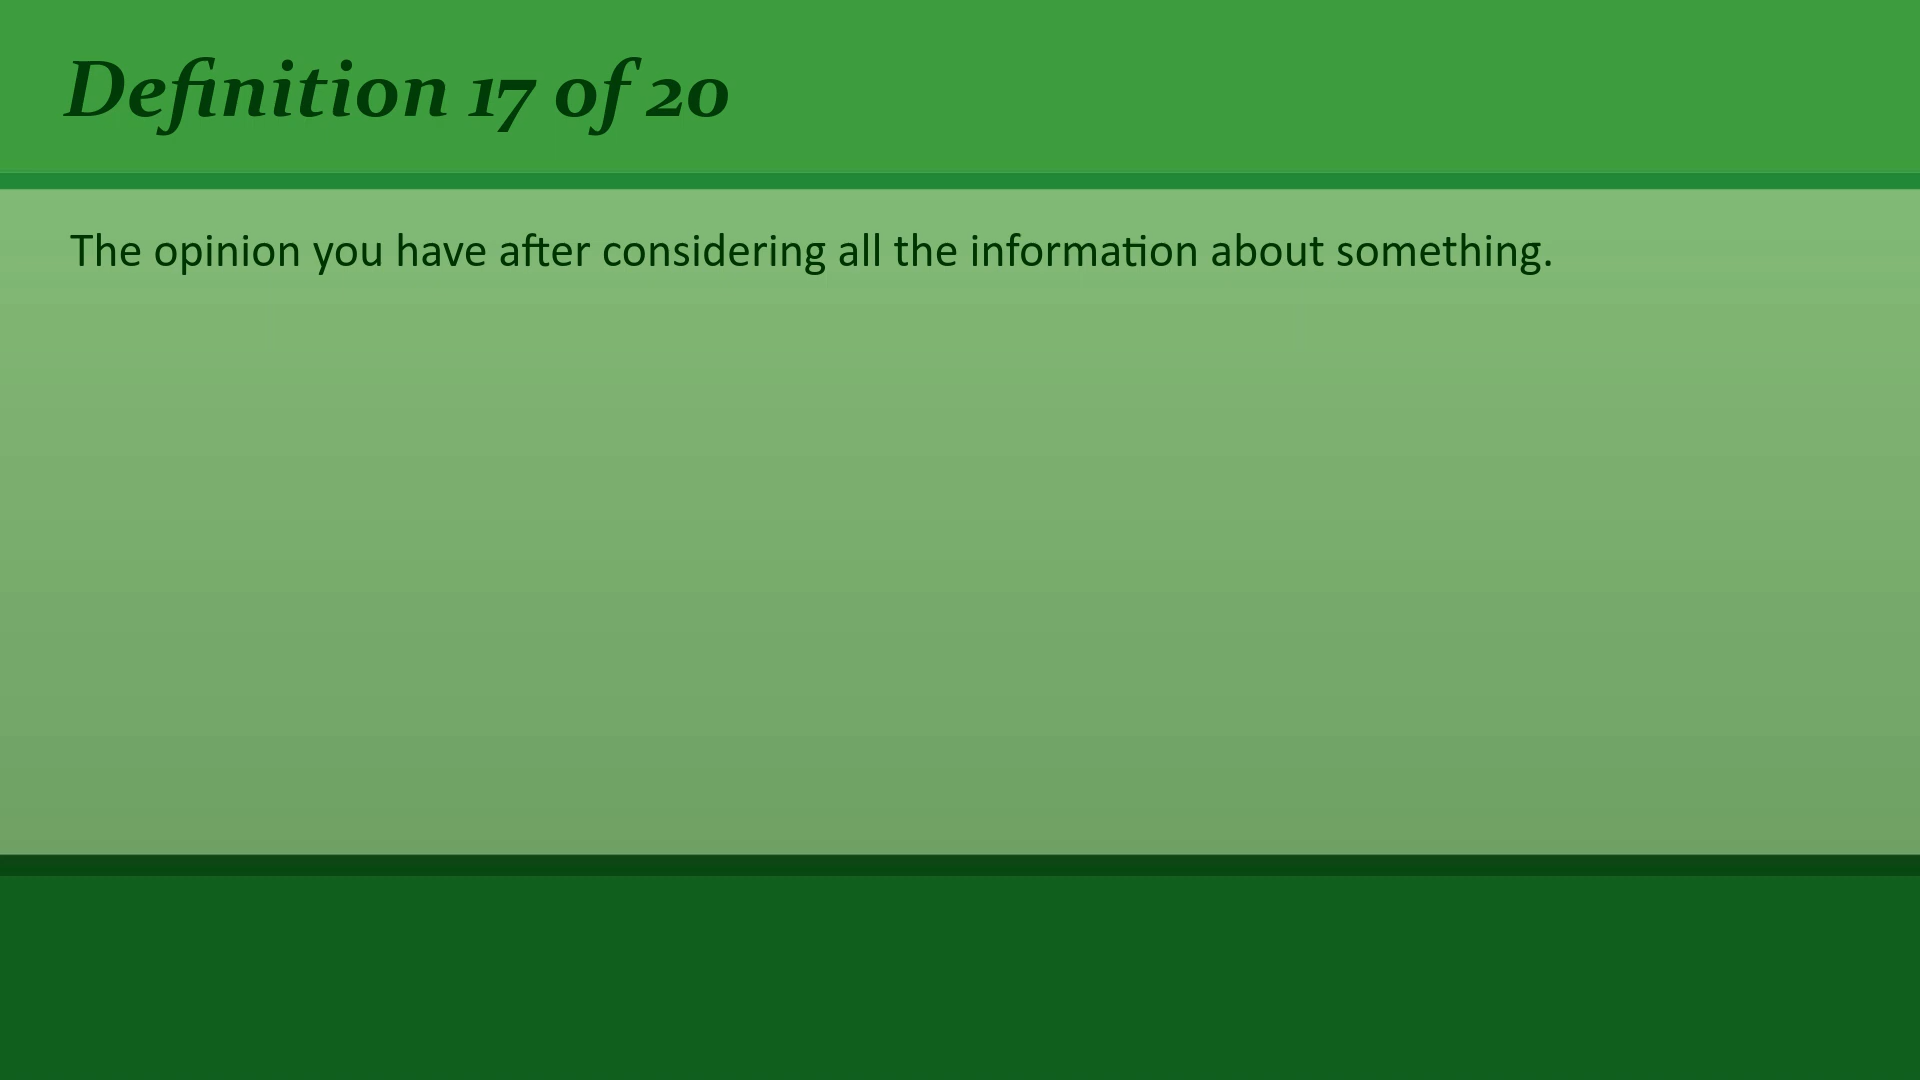 Definition 17 of 20
The opinion you have after considering all the information about something.